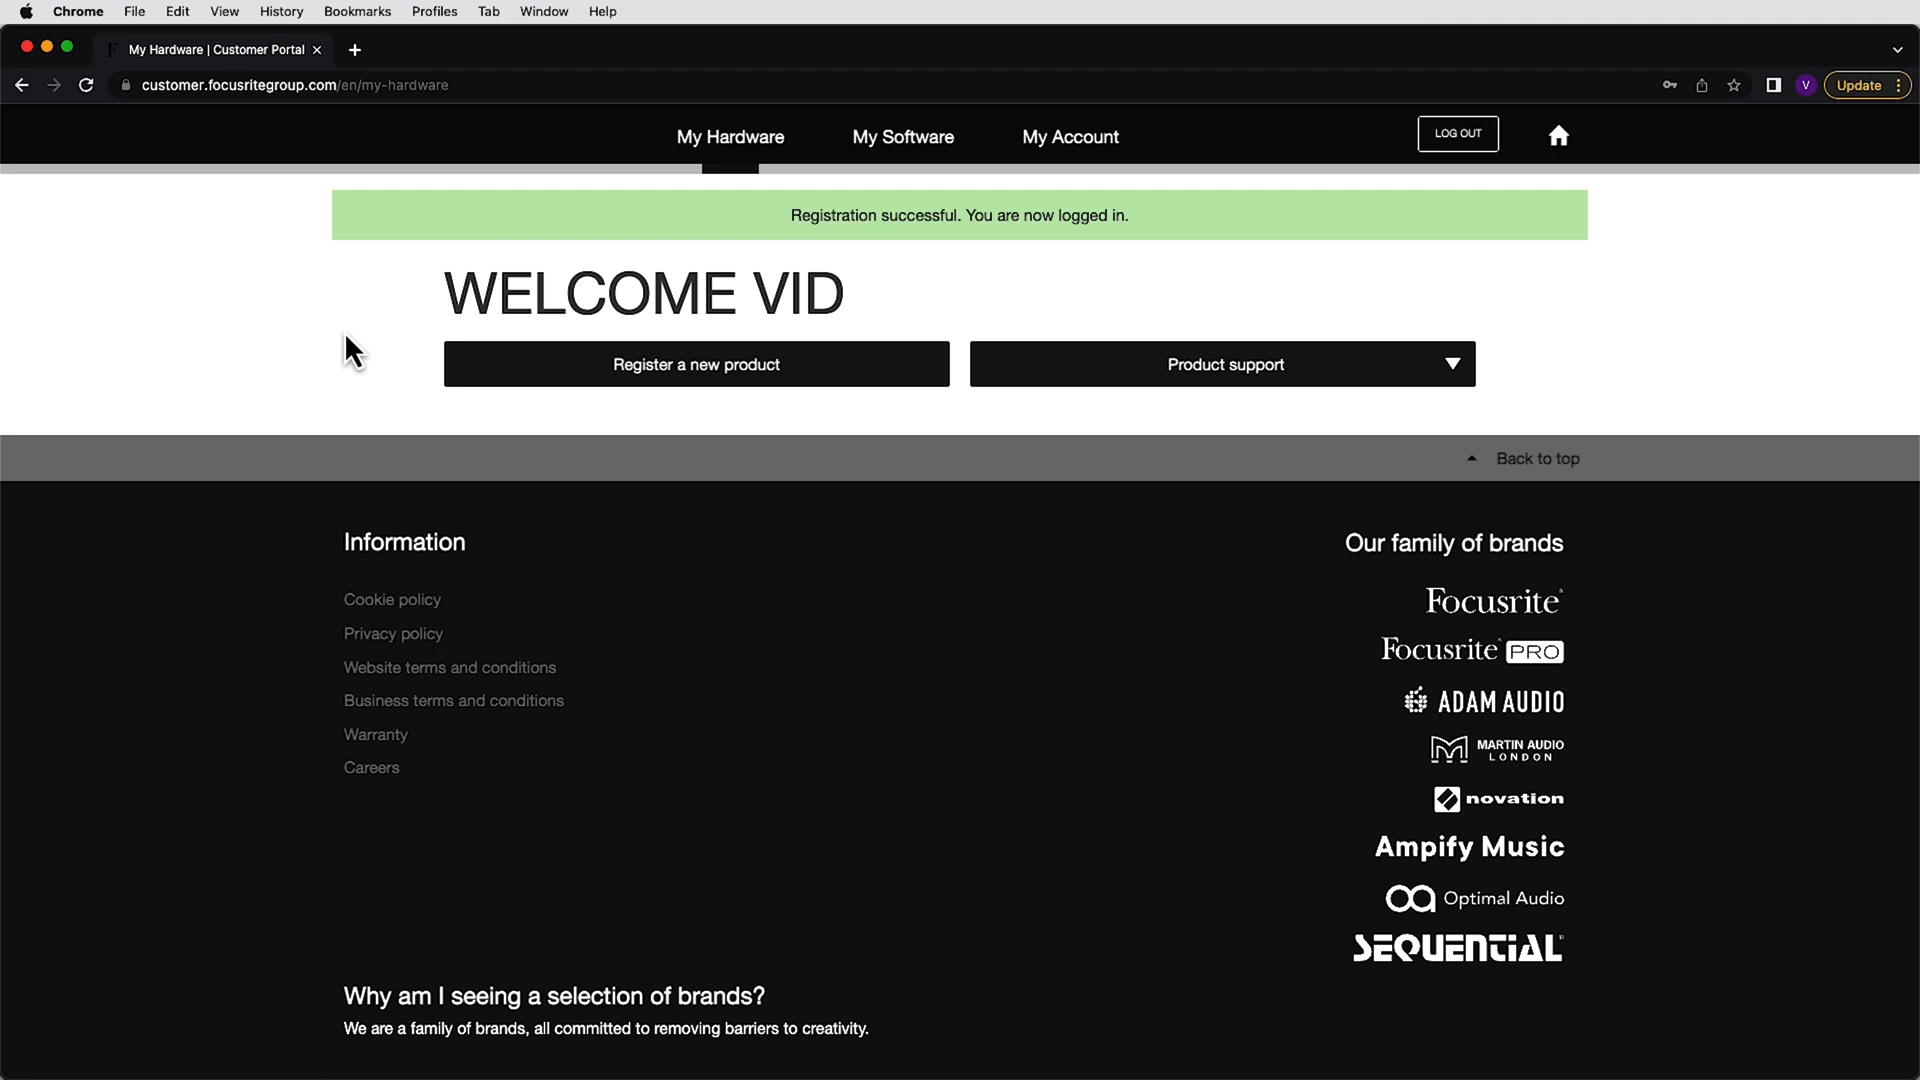 Chrome File Edit View History Bookmarks Profiles Tab Window Help
My Hardware | Customer Portal
customer.focusritegroup.com/en/my-hardware
V
Update
My Hardware My Software My Account LOG OUT
Registration successful. You are now logged in.
WELCOME VID
Register a new product
Product support
Back to top
Information
Cookie policy
Privacy policy
Website terms and conditions
Business terms and conditions
Warranty
Careers
Our family of brands
Focusrite
Focusrite PRO
ADAM AUDIO
MARTIN AUDIO
LONDON
novation
Ampify Music
Optimal Audio
SEQUENTIAL
Why am I seeing a selection of brands?
We are a family of brands, all committed to removing barriers to creativity.